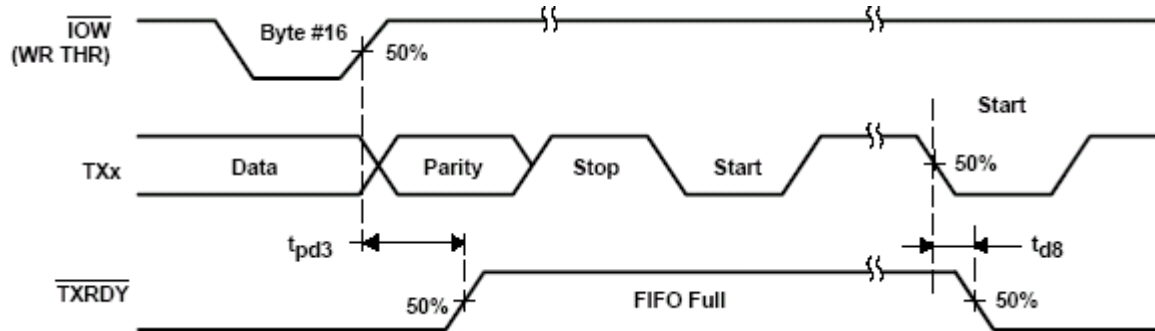 IOW
(WR THR)
Byte #16
50%
Start
TXx
Data
Parity
Stop
Start
50%
tpd3
td8
TXRDY
50%
FIFO Full
50%